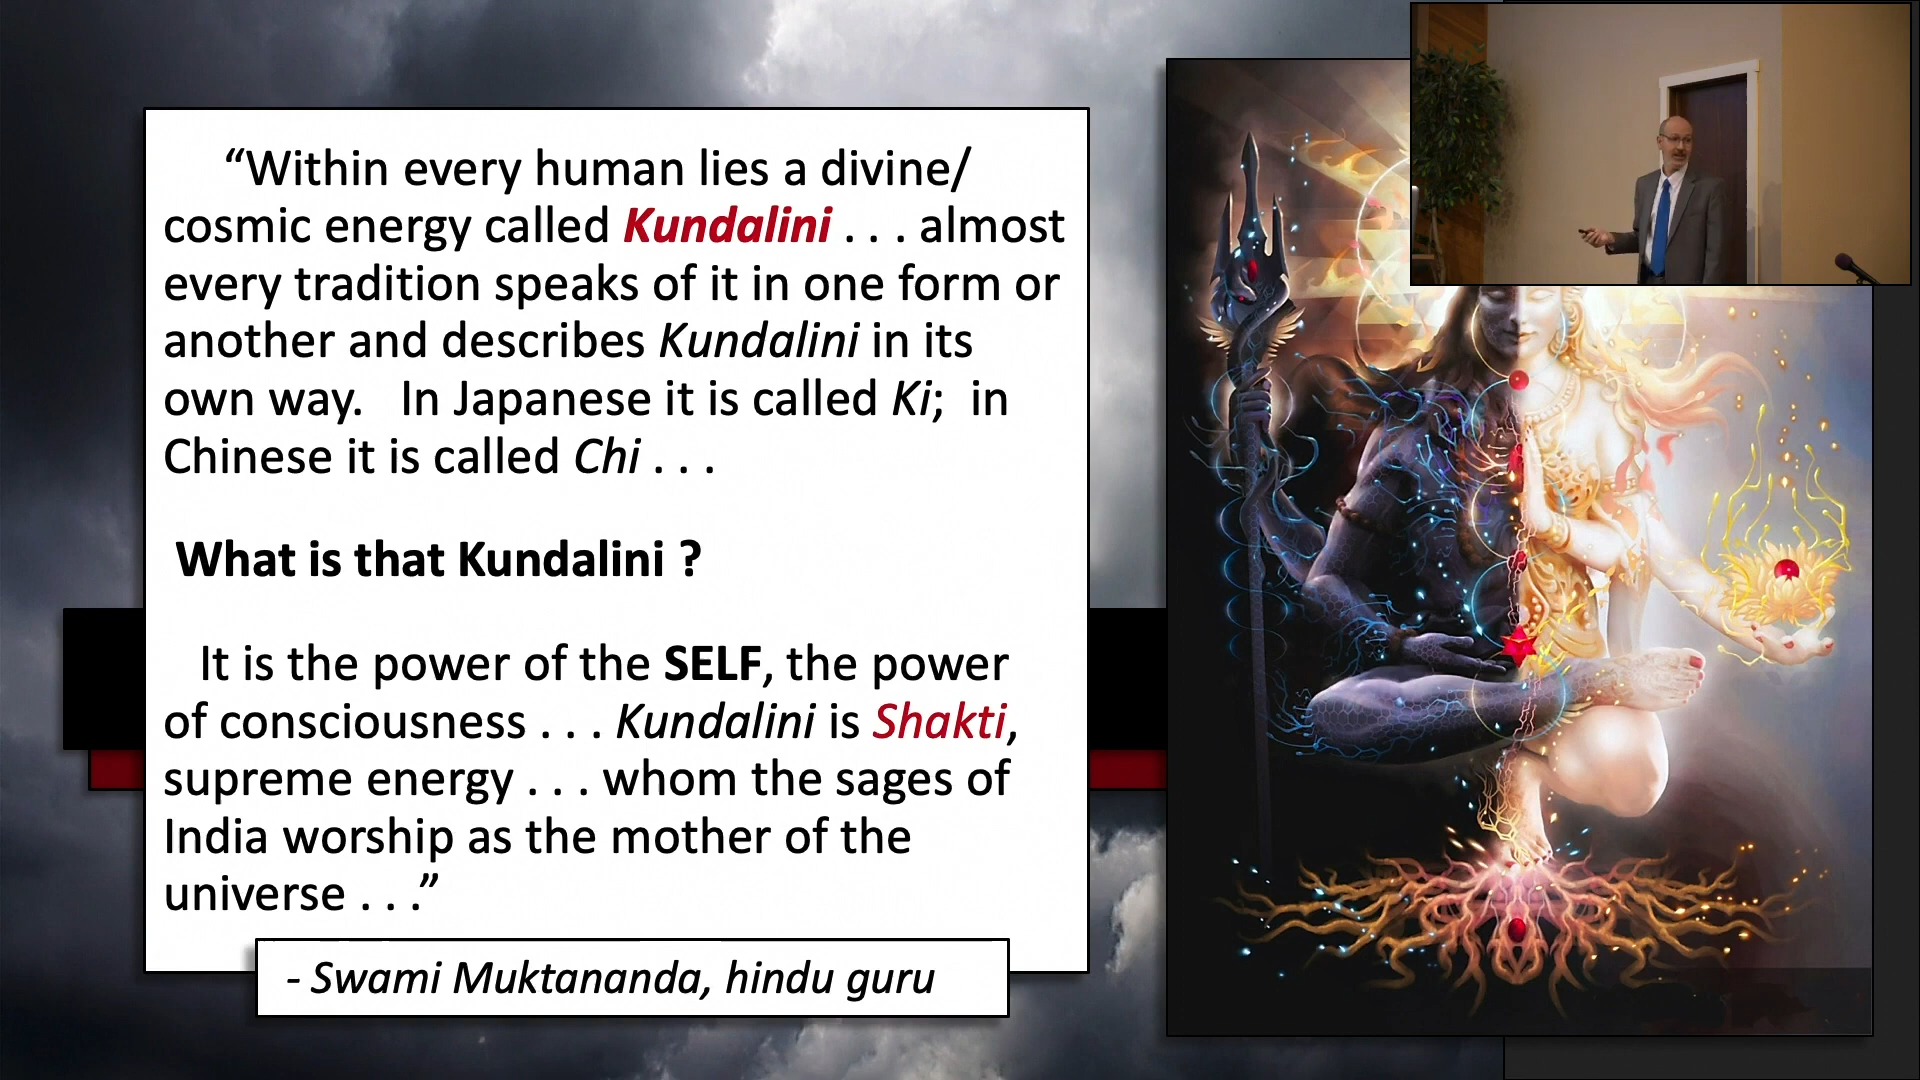 “Within every human lies a divine/
cosmic energy called Kundalini . . . almost
every tradition speaks of it in one form or
another and describes Kundalini in its
own way.   In Japanese it is called Ki;  in
Chinese it is called Chi . . .
What is that Kundalini ?
It is the power of the SELF, the power
of consciousness . . . Kundalini is Shakti,
supreme energy . . . whom the sages of
India worship as the mother of the
universe . . .”
- Swami Muktananda, hindu guru